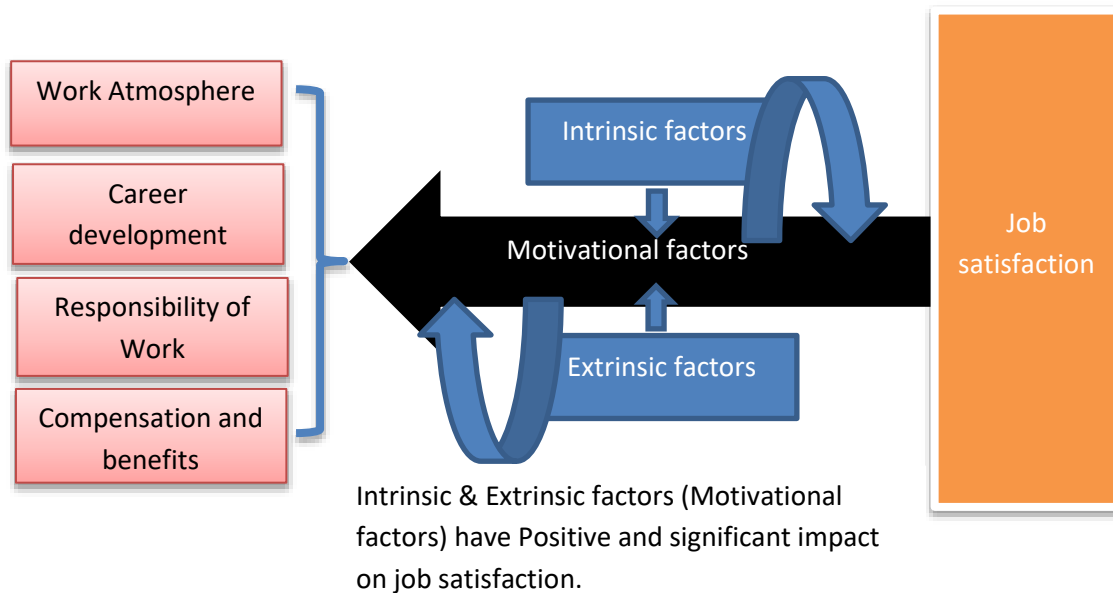 Work Atmosphere
Career
development
Responsibility of
Work
Compensation and
benefits
Intrinsic factors
Motivational factors
Extrinsic factors
Job
satisfaction
Intrinsic & Extrinsic factors (Motivational
factors) have Positive and significant impact
on job satisfaction.